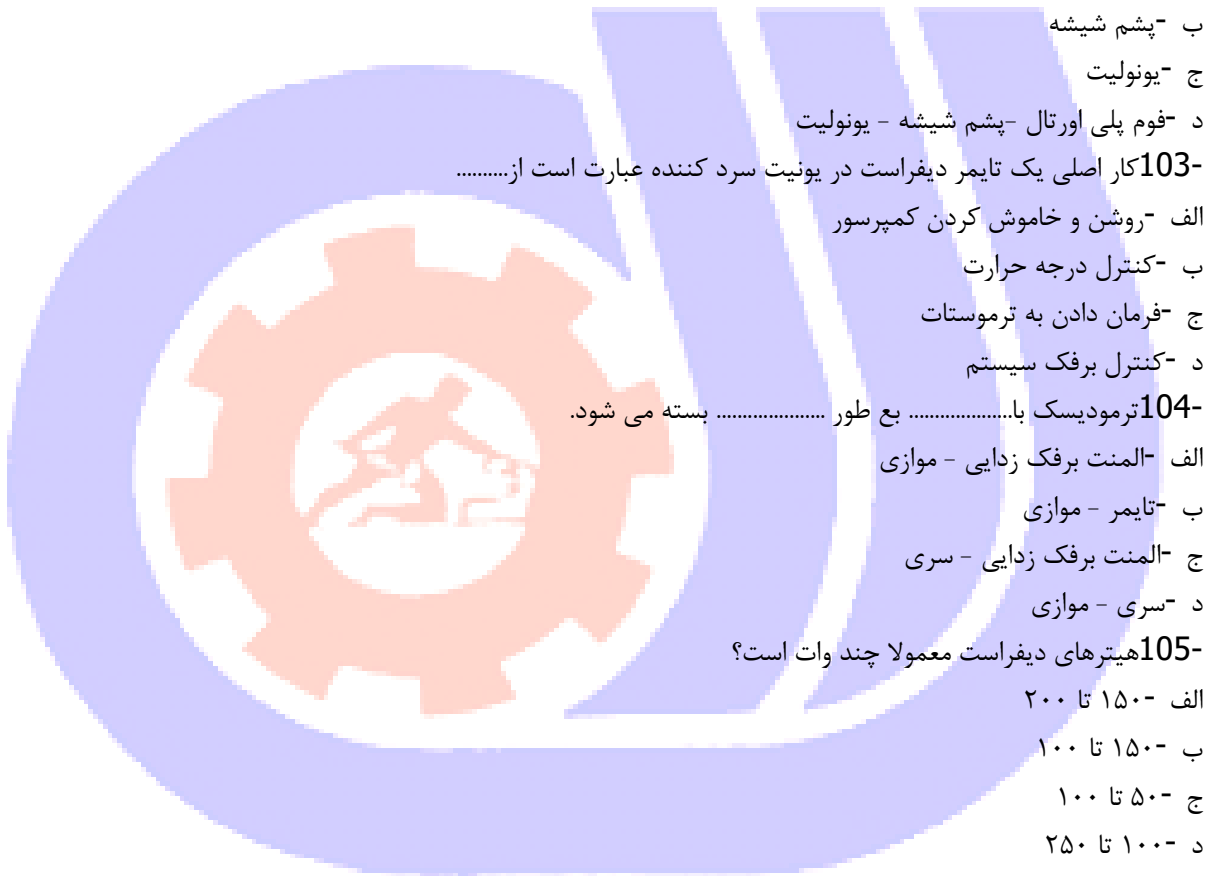 ب -پشم شیشه
ج -یونولیت
د -فوم پلی اورتال -پشم شیشه - یونولیت
-103کار اصلی یک تایمر دیفراست در یونیت سرد کننده عبارت است از..........
الف -روشن و خاموش کردن کمپرسور
ب -کنترل درجه حرارت
ج -فرمان دادن به ترموستات
د -کنترل برفک سیستم
-104ترمودیسک با.................... بع طور ..................... بسته می شود.
الف -المنت برفک زدایی - موازی
ب -تایمر - موازی
ج -المنت برفک زدایی - سری
د -سری - موازی
-105هیترهای دیفراست معمولا چند وات است؟
الف -۱۵۰ تا ۲۰۰
ب -۱۵۰ تا ۱۰۰
ج -۵۰ تا ۱۰۰
د -۱۰۰ تا ۲۵۰